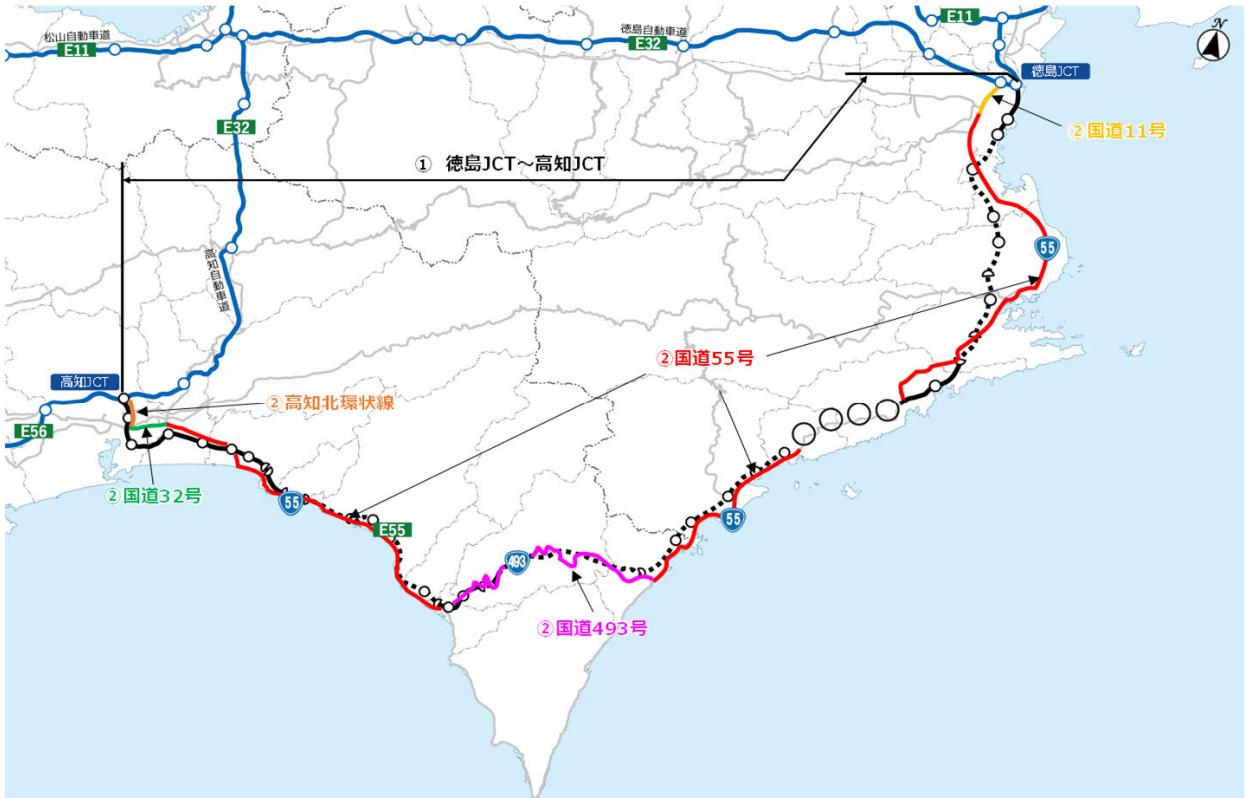 E11
N
松山自動車道
E11
徳島自動車道
E32
徳島JCT
E32
②国道11号
① 徳島JCT～高知JCT
高知自動車道
55
②国道55号
高知JCT
②高知北環状線
E56
②国道32号
55
E55
55
493
②国道493号